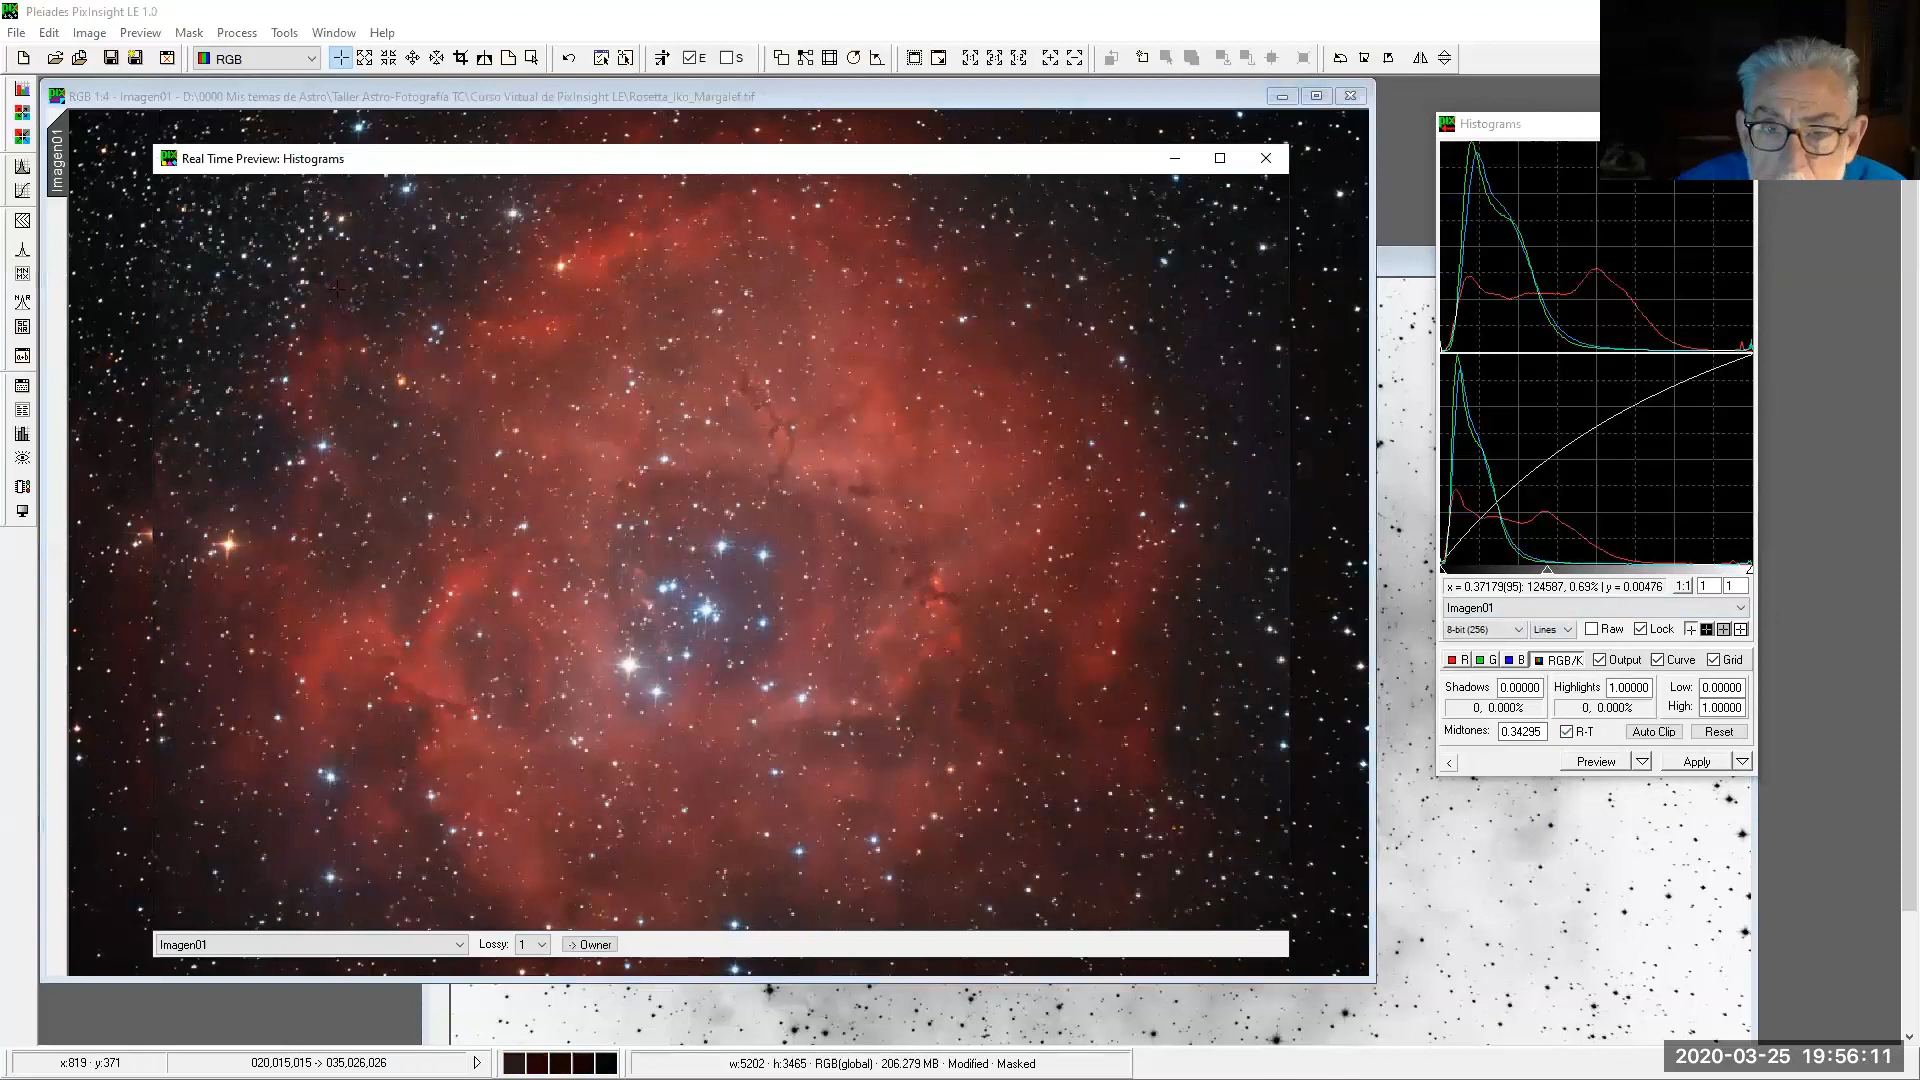 Pleiades PixInsight LE 1.0
File Edit Image Preview Mask Process Tools Window Help
RGB E S
RGB 1:4 - Imagen01 - D:\0000 Mis temas de Astro\Taller Astro-Fotografía TC\Curso Virtual de PixInsight LE\Rosetta_Iko_Margalef.tif
Imagen01
Real Time Preview: Histograms
Imagen01 Lossy: 1 -> Owner
Histograms
x = 0.37179(95): 124587, 0.69% | y = 0.00476 1:1 1 1
Imagen01
8-bit (256) Lines Raw Lock
R G B RGB/K Output Curve Grid
Shadows 0.00000 Highlights 1.00000 Low: 0.00000
0, 0.000% 0, 0.000% High: 1.00000
Midtones: 0.34295 R-T Auto Clip Reset
< Preview Apply
x:819 · y:371 020,015,015 -> 035,026,026 w:5202 · h:3465 · RGB(global) · 206.279 MB · Modified · Masked
2020-03-25 19:56:11